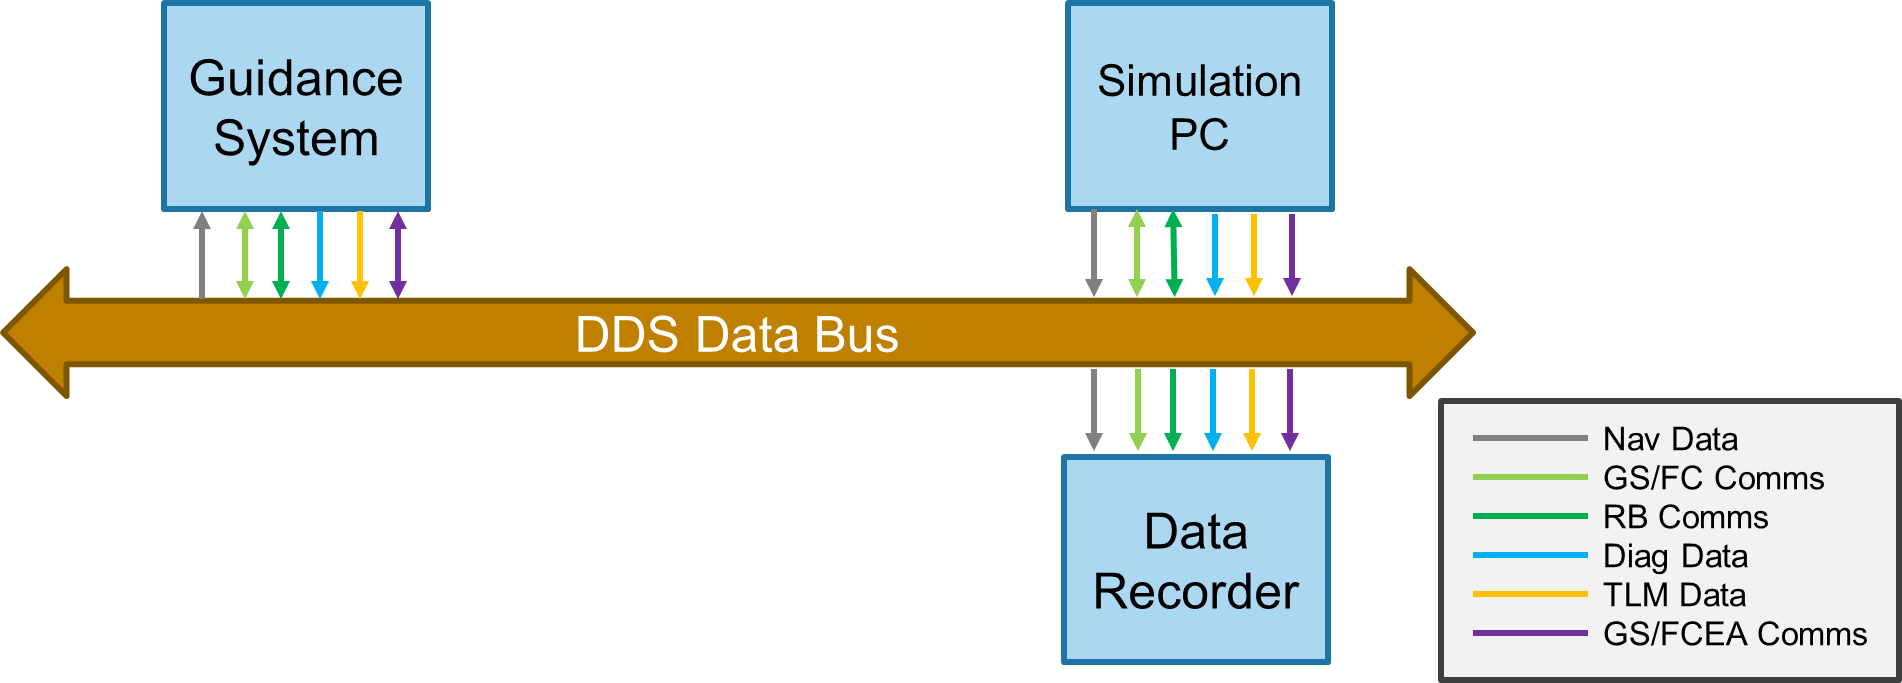 Guidance
System
Simulation
PC
DDS Data Bus
Data
Recorder
Nav Data
GS/FC Comms
RB Comms
Diag Data
TLM Data
GS/FCEA Comms